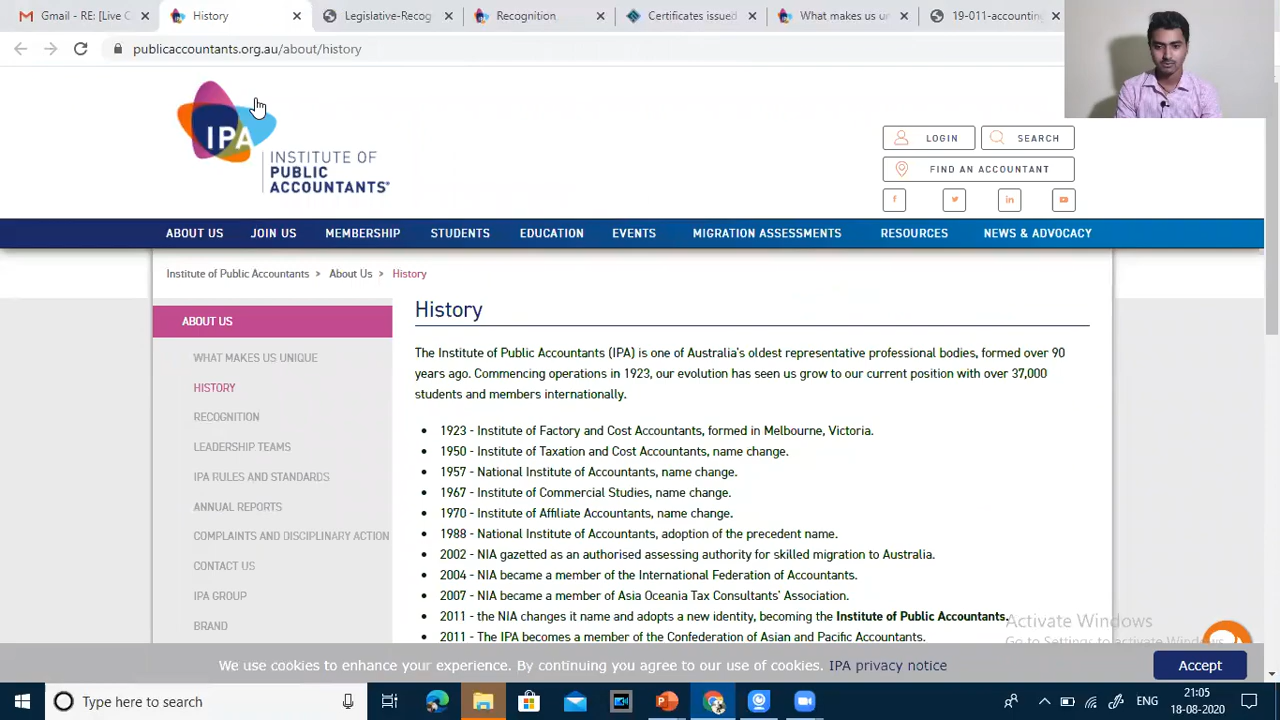 Gmail - RE: [Live C
History
Legislative-Recog
Recognition
Certificates issued
What makes us un
19-011-accounting
publicaccountants.org.au/about/history
IPA
INSTITUTE OF
PUBLIC
ACCOUNTANTS®
LOGIN
SEARCH
FIND AN ACCOUNTANT
ABOUT US
JOIN US
MEMBERSHIP
STUDENTS
EDUCATION
EVENTS
MIGRATION ASSESSMENTS
RESOURCES
NEWS & ADVOCACY
Institute of Public Accountants > About Us > History
ABOUT US
WHAT MAKES US UNIQUE
HISTORY
RECOGNITION
LEADERSHIP TEAMS
IPA RULES AND STANDARDS
ANNUAL REPORTS
COMPLAINTS AND DISCIPLINARY ACTION
CONTACT US
IPA GROUP
BRAND
History
The Institute of Public Accountants (IPA) is one of Australia's oldest representative professional bodies, formed over 90
years ago. Commencing operations in 1923, our evolution has seen us grow to our current position with over 37,000
students and members internationally.
• 1923 - Institute of Factory and Cost Accountants, formed in Melbourne, Victoria.
• 1950 - Institute of Taxation and Cost Accountants, name change.
• 1957 - National Institute of Accountants, name change.
• 1967 - Institute of Commercial Studies, name change.
• 1970 - Institute of Affiliate Accountants, name change.
• 1988 - National Institute of Accountants, adoption of the precedent name.
• 2002 - NIA gazetted as an authorised assessing authority for skilled migration to Australia.
• 2004 - NIA became a member of the International Federation of Accountants.
• 2007 - NIA became a member of Asia Oceania Tax Consultants' Association.
• 2011 - the NIA changes it name and adopts a new identity, becoming the Institute of Public Accountants.
• 2011 - The IPA becomes a member of the Confederation of Asian and Pacific Accountants.
Activate Windows
Go to Settings to activate Windows.
We use cookies to enhance your experience. By continuing you agree to our use of cookies. IPA privacy notice
Accept
Type here to search
ENG
21:05
18-08-2020